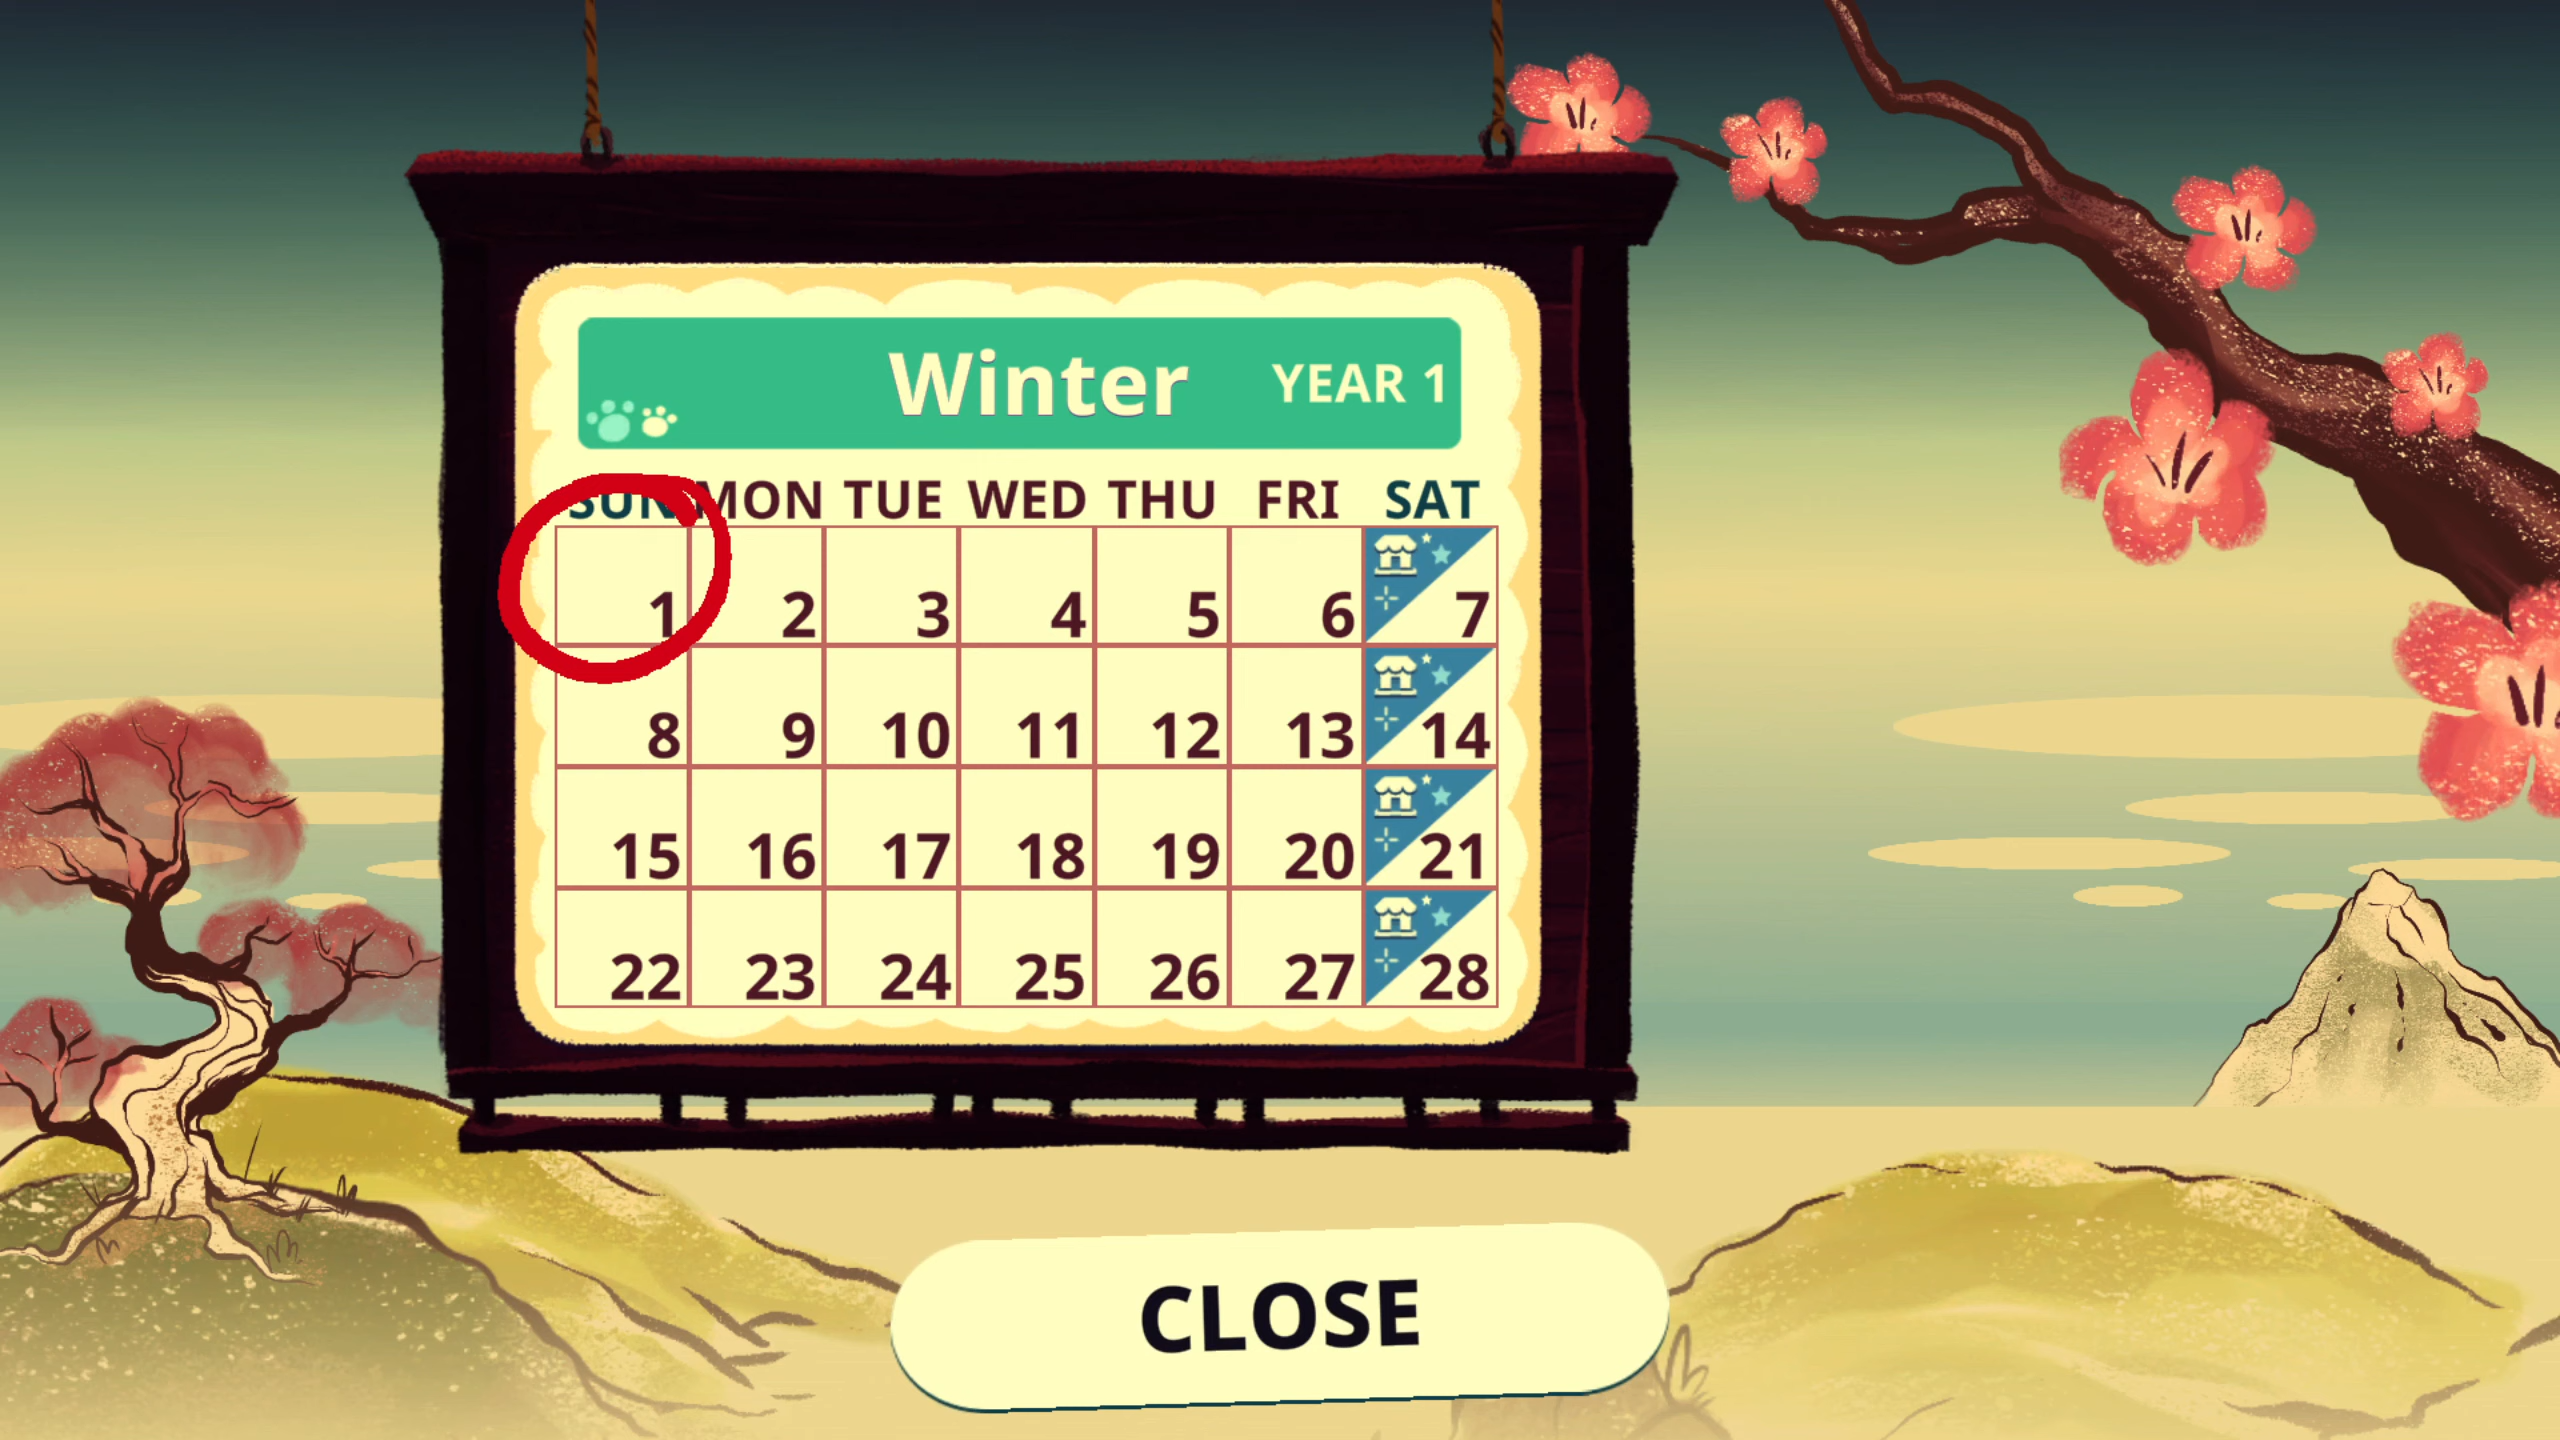 Winter YEAR 1
SUN MON TUE WED THU FRI SAT
1 2 3 4 5 6 7
8 9 10 11 12 13 14
15 16 17 18 19 20 21
22 23 24 25 26 27 28
CLOSE